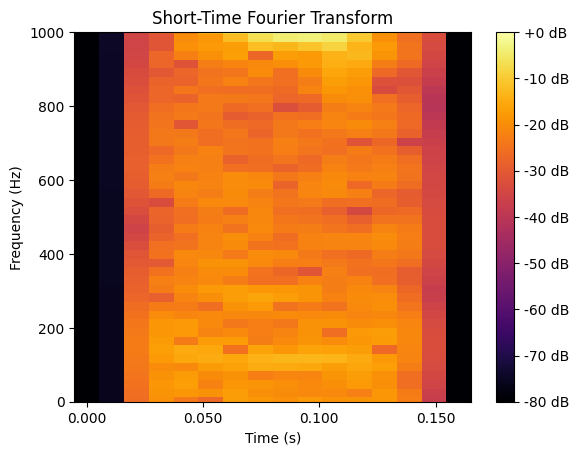 Short-Time Fourier Transform
1000
800
600
400
200
0
Frequency (Hz)
0.000
0.050
0.100
0.150
Time (s)
+0 dB
-10 dB
-20 dB
-30 dB
-40 dB
-50 dB
-60 dB
-70 dB
-80 dB